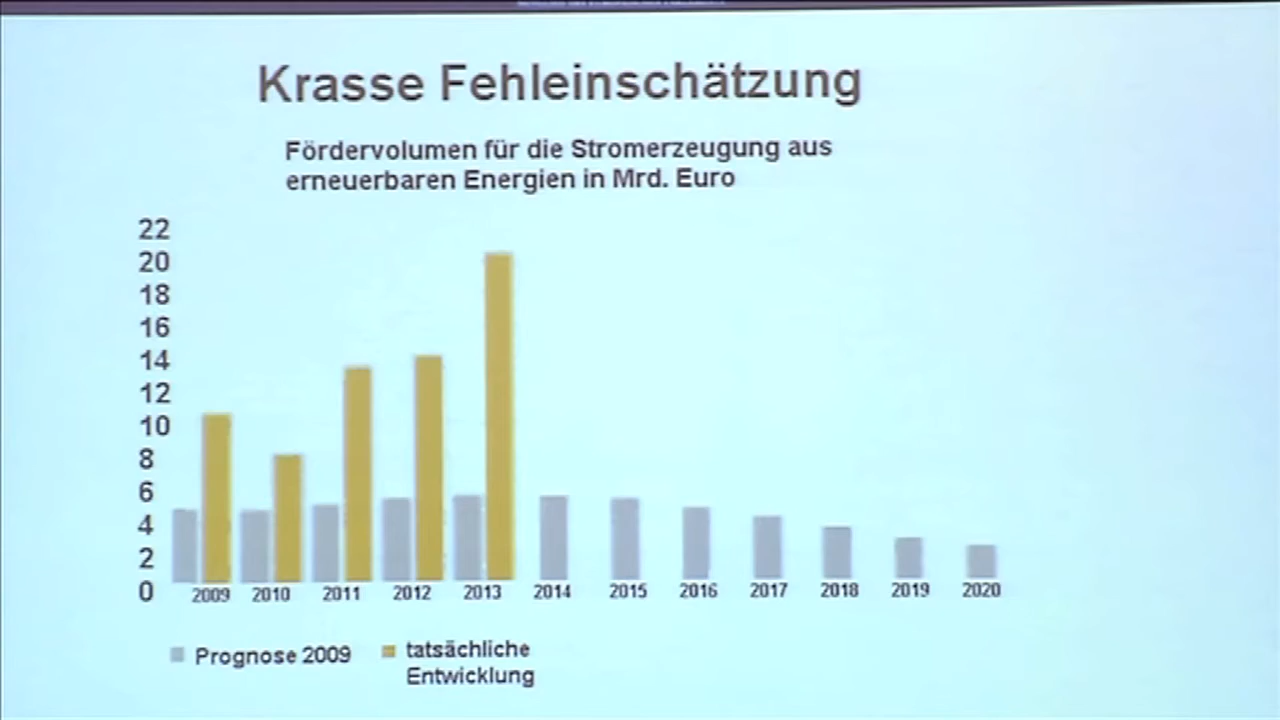 Krasse Fehleinschätzung
Fördervolumen für die Stromerzeugung aus
erneuerbaren Energien in Mrd. Euro
22
20
18
16
14
12
10
8
6
4
2
0
2009 2010 2011 2012 2013 2014 2015 2016 2017 2018 2019 2020
Prognose 2009
tatsächliche
Entwicklung